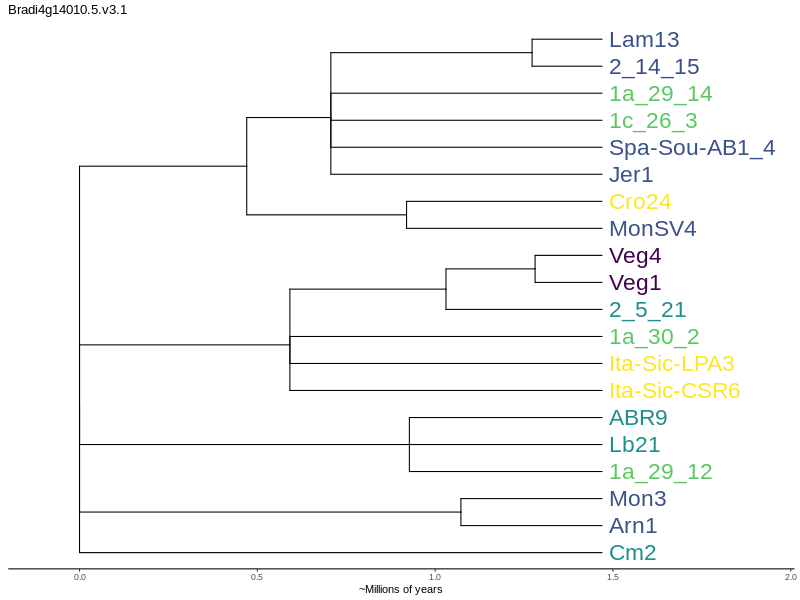 Bradi4g14010.5.v3.1
Lam13
2_14_15
1a_29_14
1c_26_3
Spa-Sou-AB1_4
Jer1
Cro24
MonSV4
Veg4
Veg1
2_5_21
1a_30_2
Ita-Sic-LPA3
Ita-Sic-CSR6
ABR9
Lb21
1a_29_12
Mon3
Arn1
Cm2
0.0 0.5 1.0 1.5 2.0
~Millions of years